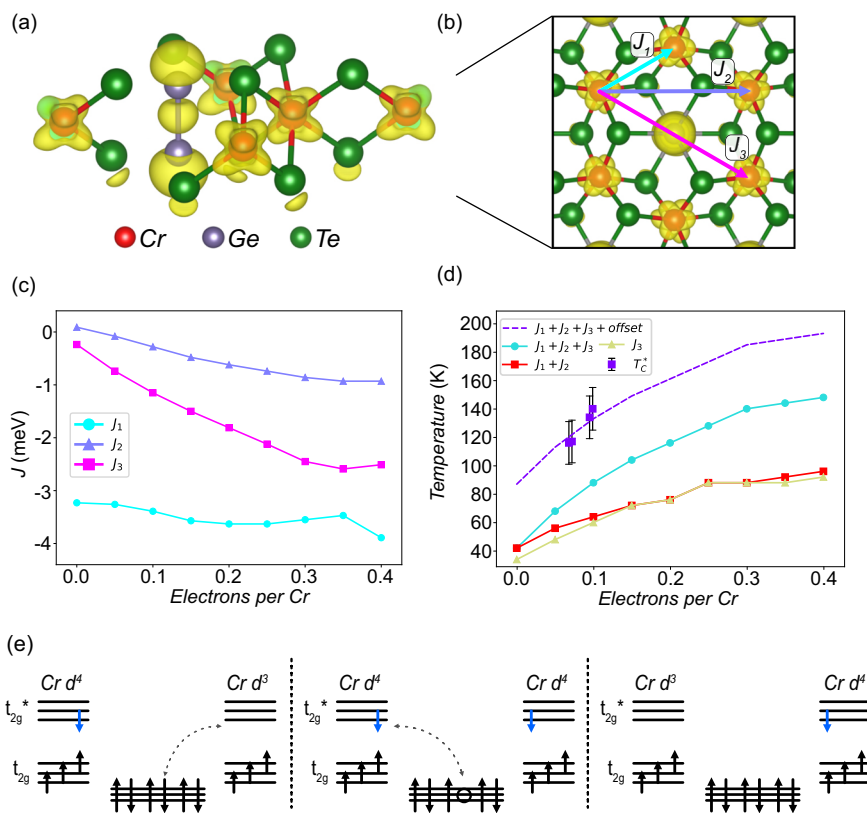 (a)
Cr Ge Te
(b)
J1
J2
J3
(c)
0
-1
-2
-3
-4
J (meV)
J1
J2
J3
0.0 0.1 0.2 0.3 0.4
Electrons per Cr
(d)
200
180
160
140
120
100
80
60
40
Temperature (K)
J1 + J2 + J3 + offset
J1 + J2 + J3
J1 + J2
J3
T*C
0.0 0.1 0.2 0.3 0.4
Electrons per Cr
(e)
Cr d4 Cr d3 Cr d4 Cr d4 Cr d3 Cr d4
t2g* t2g* t2g*
t2g t2g t2g